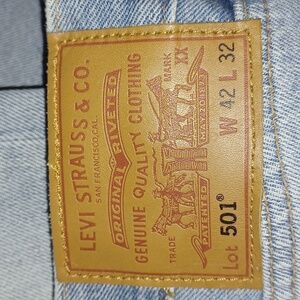 LEVI STRAUSS & CO.
SAN FRANCISCO, CAL.
ORIGINAL RIVETED
GENUINE QUALITY CLOTHING
TRADE MARK
PATENTED
XX
Lot 501® W 42 L 32